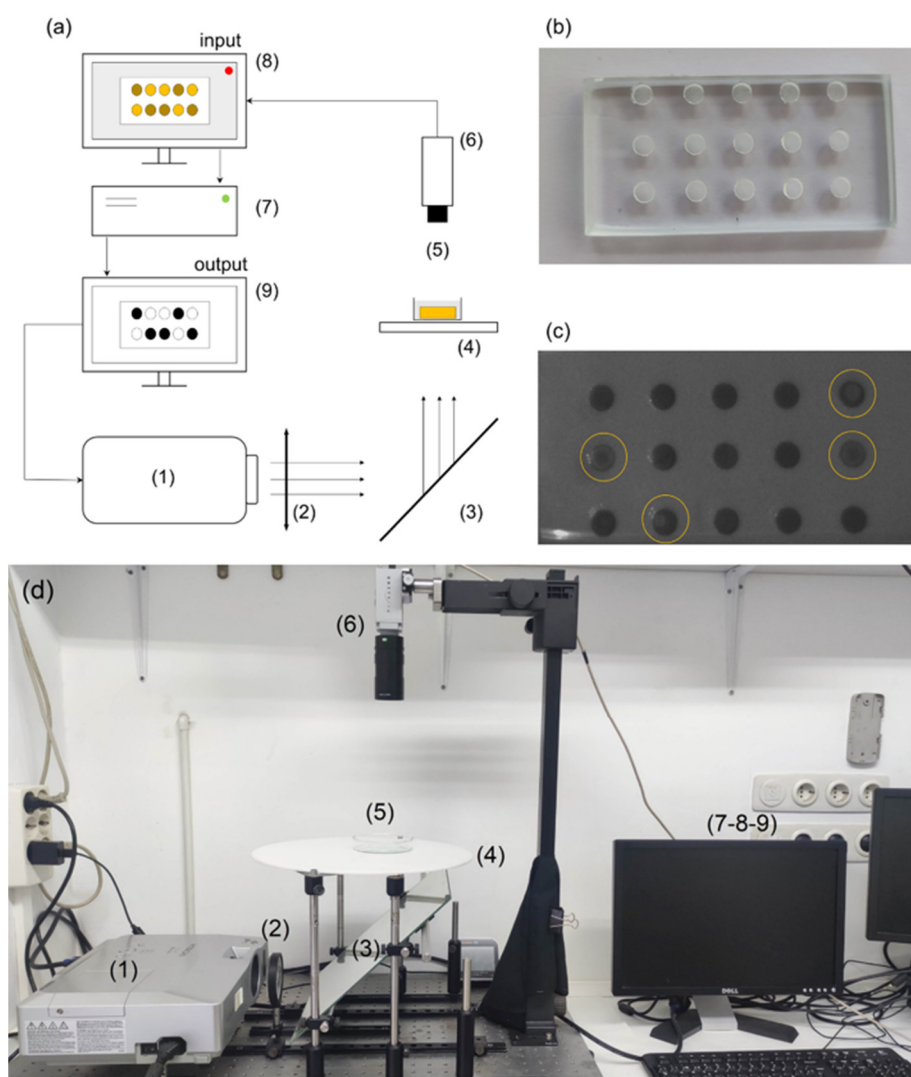 (a)
input
(8)
(b)
(6)
(7)
(5)
output
(9)
(4)
(c)
(1)
(2)
(3)
(d)
(6)
(5)
(7-8-9)
(4)
(2)
(3)
(1)
DELL